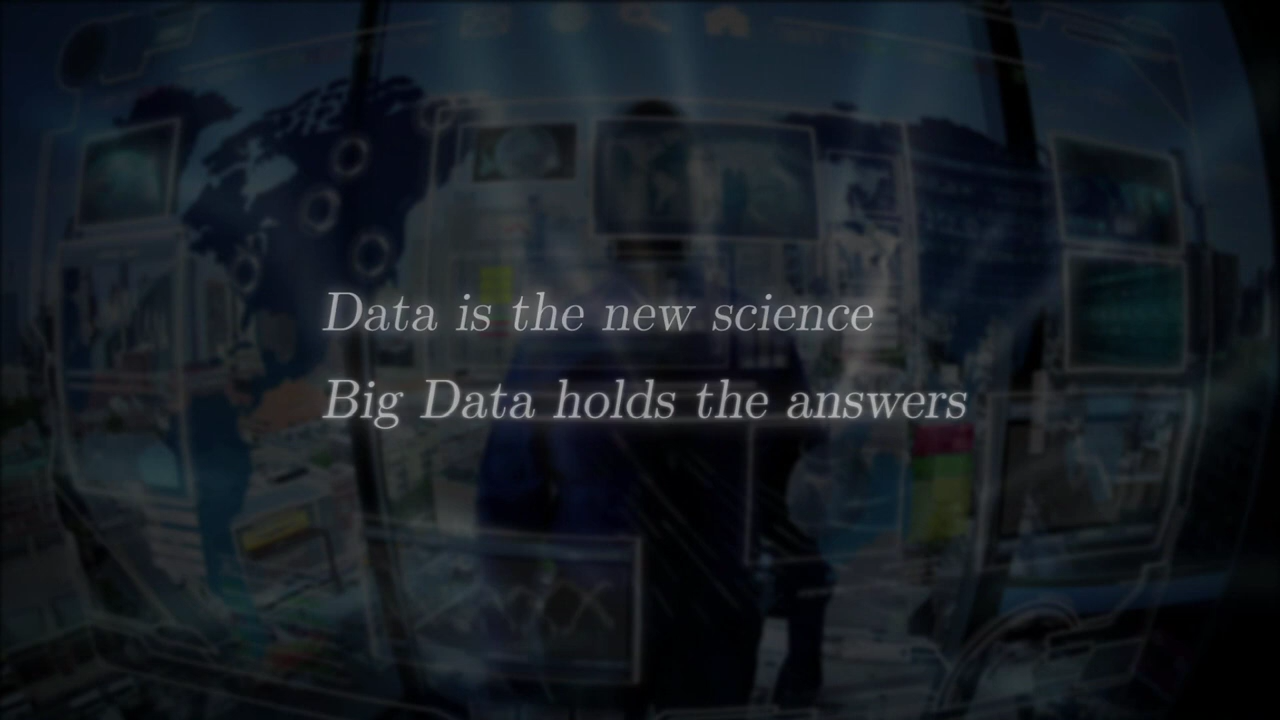 Data is the new science
Big Data holds the answers